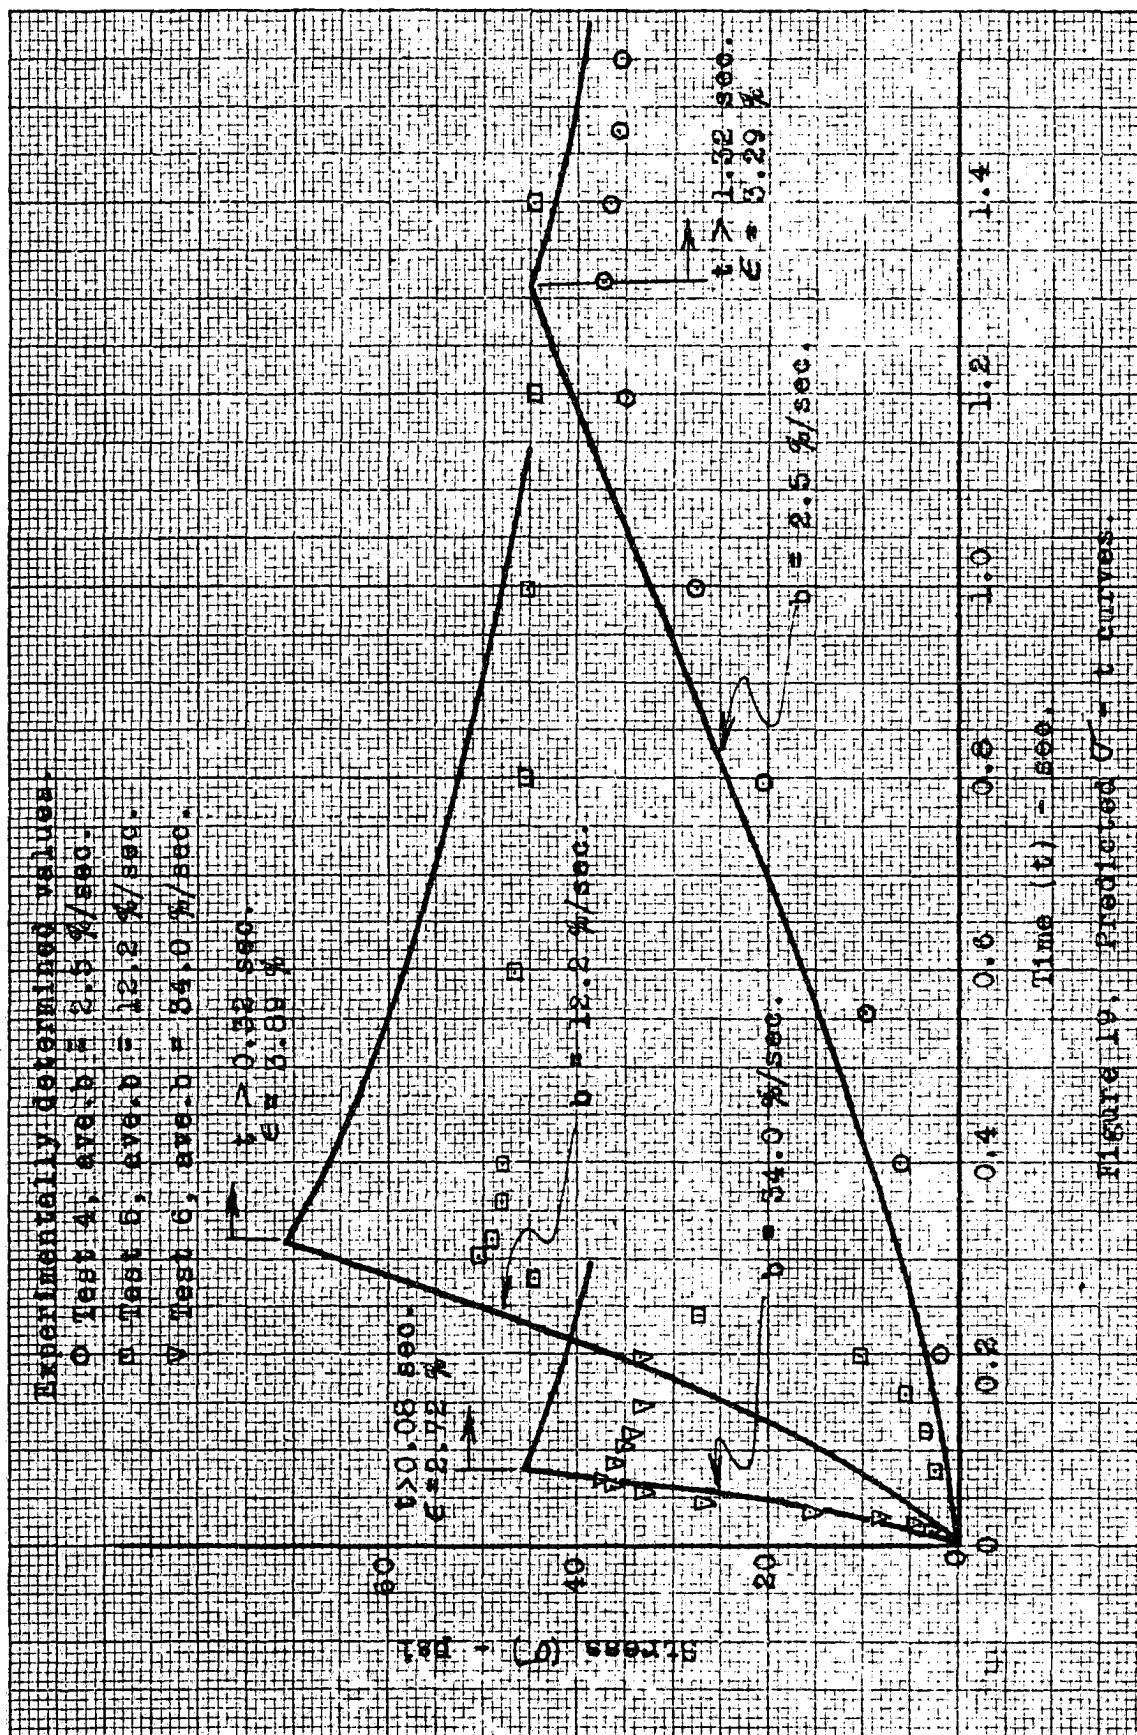 Experimentally determined values.
⊙ Test 4, ave.b = 2.5 %/sec.
⊡ Test 5, ave.b = 12.2 %/sec.
▽ Test 6, ave.b = 34.0 %/sec.
t > 0.32 sec.
ε = 3.89 %
t>0.08 sec.
ε =2.72 %
t > 1.32 sec.
ε = 3.29 %
b = 12.2 %/sec.
b = 34.0 %/sec.
b = 2.5 %/sec.
Stress (σ) - psi
60
40
20
0
0 0.2 0.4 0.6 0.8 1.0 1.2 1.4
Time (t) - sec.
Figure 19. Predicted σ - t curves.